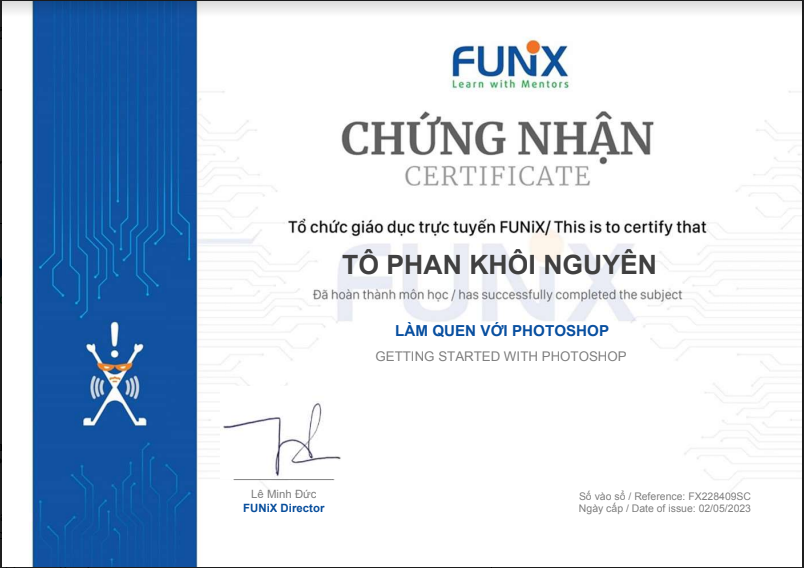 FUNiX
Learn with Mentors
CHỨNG NHẬN
CERTIFICATE
Tổ chức giáo dục trực tuyến FUNiX/ This is to certify that
TÔ PHAN KHÔI NGUYÊN
Đã hoàn thành môn học / has successfully completed the subject
LÀM QUEN VỚI PHOTOSHOP
GETTING STARTED WITH PHOTOSHOP
Lê Minh Đức
FUNiX Director
Số vào sổ / Reference: FX228409SC
Ngày cấp / Date of issue: 02/05/2023